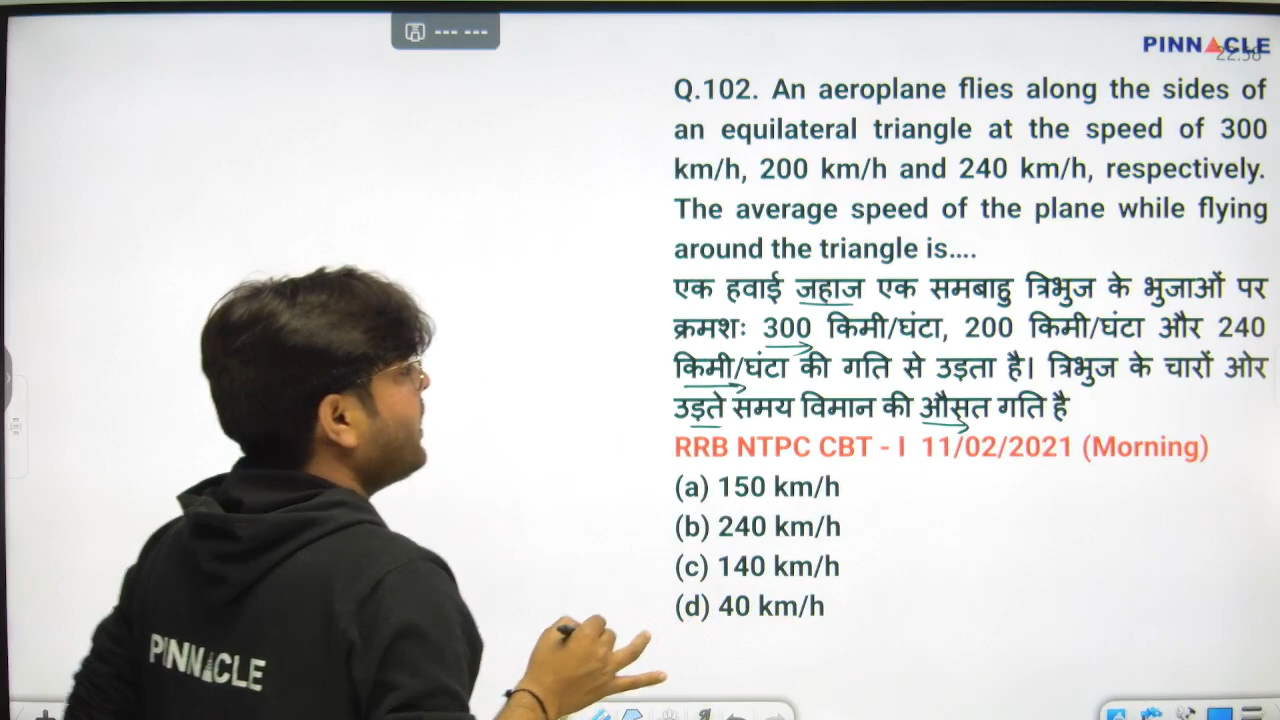 PINNACLE
22:58
Q.102. An aeroplane flies along the sides of
an equilateral triangle at the speed of 300
km/h, 200 km/h and 240 km/h, respectively.
The average speed of the plane while flying
around the triangle is....
एक हवाई जहाज एक समबाहु त्रिभुज के भुजाओं पर
क्रमशः 300 किमी/घंटा, 200 किमी/घंटा और 240
किमी/घंटा की गति से उड़ता है। त्रिभुज के चारों ओर
उड़ते समय विमान की औसत गति है
RRB NTPC CBT - I 11/02/2021 (Morning)
(a) 150 km/h
(b) 240 km/h
(c) 140 km/h
(d) 40 km/h
PINNACLE